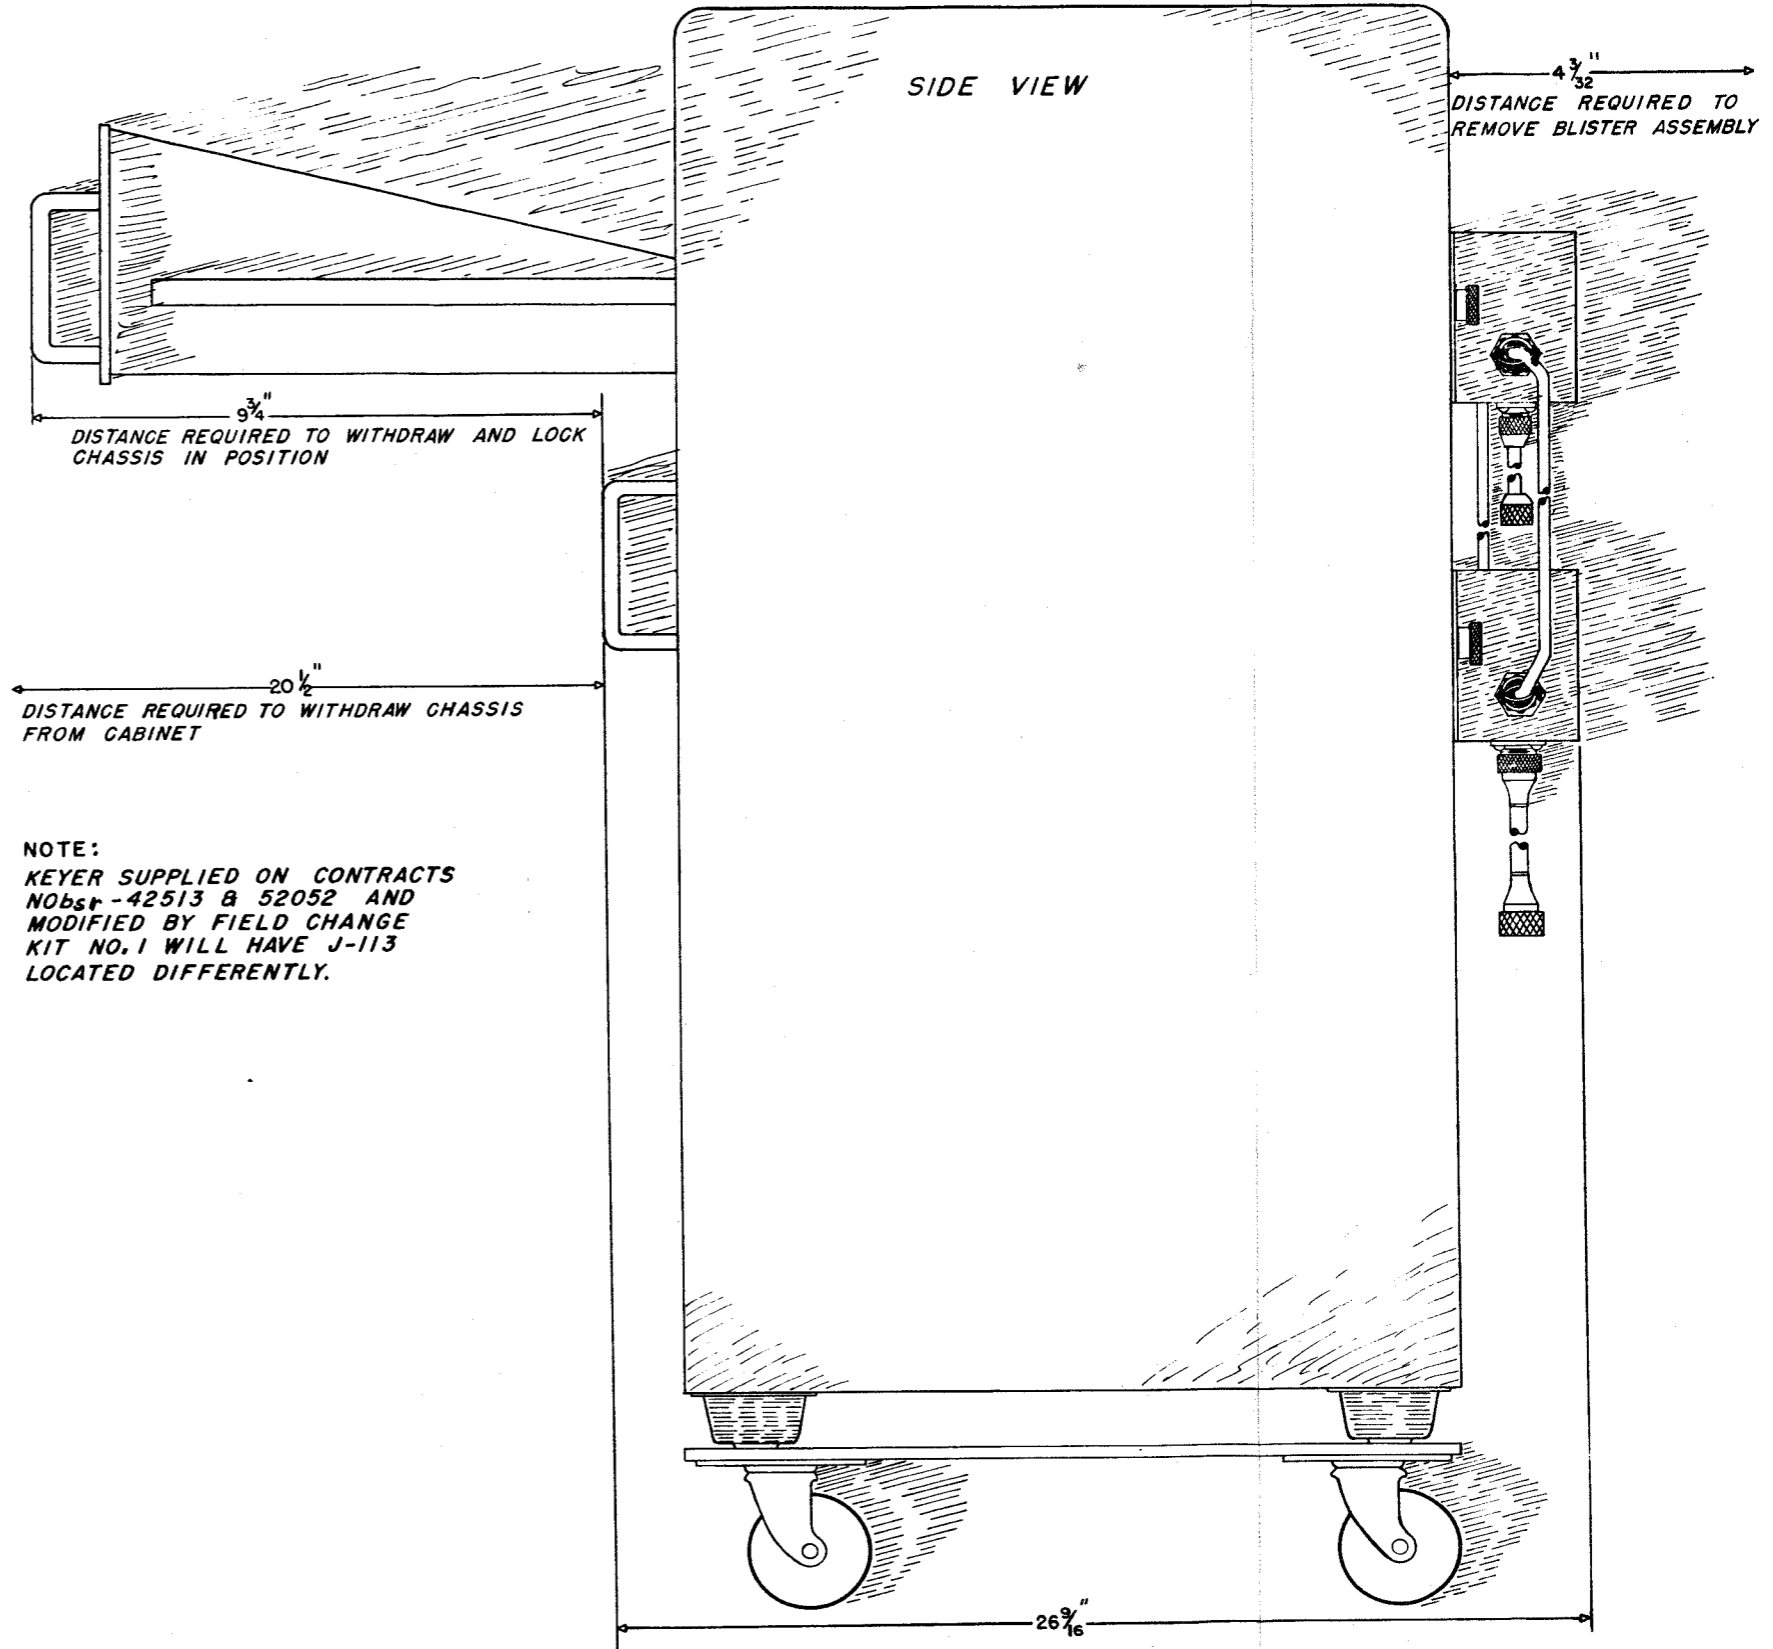 SIDE VIEW
4 3/32"
DISTANCE REQUIRED TO
REMOVE BLISTER ASSEMBLY
9 3/4"
DISTANCE REQUIRED TO WITHDRAW AND LOCK
CHASSIS IN POSITION
20 1/2"
DISTANCE REQUIRED TO WITHDRAW CHASSIS
FROM CABINET
NOTE:
KEYER SUPPLIED ON CONTRACTS
NObsr-42513 & 52052 AND
MODIFIED BY FIELD CHANGE
KIT NO. 1 WILL HAVE J-113
LOCATED DIFFERENTLY.
26 9/16"